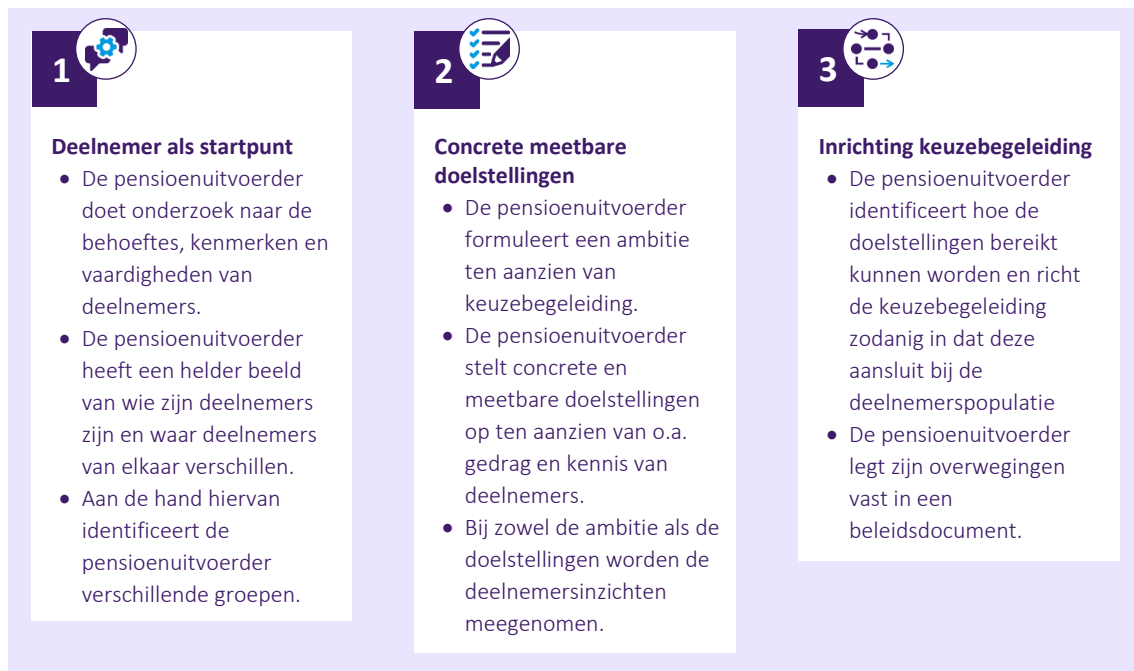 1
Deelnemer als startpunt
• De pensioenuitvoerder
doet onderzoek naar de
behoeftes, kenmerken en
vaardigheden van
deelnemers.
• De pensioenuitvoerder
heeft een helder beeld
van wie zijn deelnemers
zijn en waar deelnemers
van elkaar verschillen.
• Aan de hand hiervan
identificeert de
pensioenuitvoerder
verschillende groepen.
2
Concrete meetbare
doelstellingen
• De pensioenuitvoerder
formuleert een ambitie
ten aanzien van
keuzebegeleiding.
• De pensioenuitvoerder
stelt concrete en
meetbare doelstellingen
op ten aanzien van o.a.
gedrag en kennis van
deelnemers.
• Bij zowel de ambitie als de
doelstellingen worden de
deelnemersinzichten
meegenomen.
3
Inrichting keuzebegeleiding
• De pensioenuitvoerder
identificeert hoe de
doelstellingen bereikt
kunnen worden en richt
de keuzebegeleiding
zodanig in dat deze
aansluit bij de
deelnemerspopulatie
• De pensioenuitvoerder
legt zijn overwegingen
vast in een
beleidsdocument.